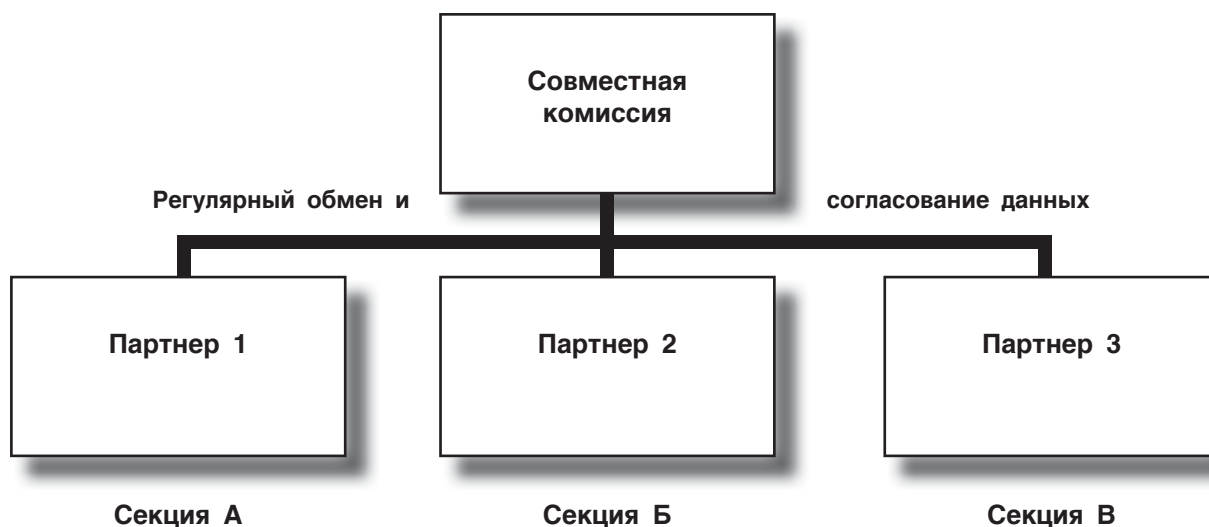 Совместная
комиссия
Регулярный обмен и согласование данных
Партнер 1 Партнер 2 Партнер 3
Секция А Секция Б Секция В